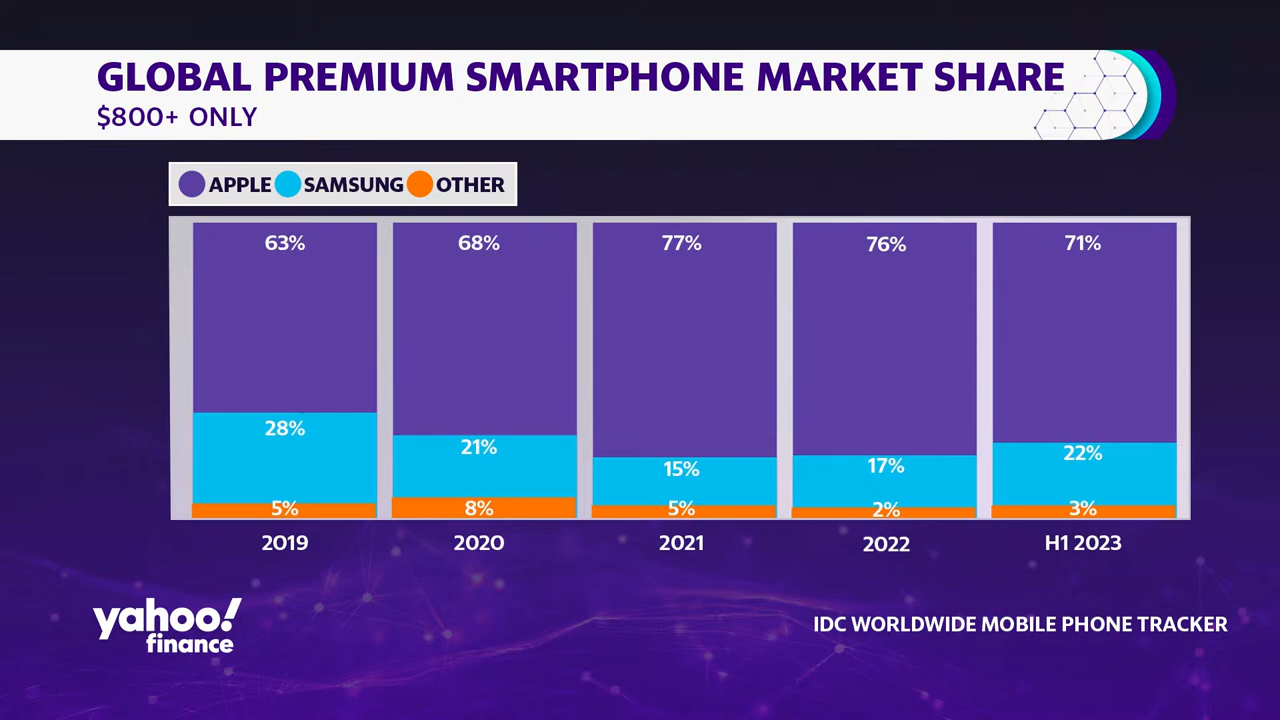 GLOBAL PREMIUM SMARTPHONE MARKET SHARE
$800+ ONLY
APPLE SAMSUNG OTHER
63% 68% 77% 76% 71%
28% 21% 15% 17% 22%
5% 8% 5% 2% 3%
2019 2020 2021 2022 H1 2023
yahoo!
finance
IDC WORLDWIDE MOBILE PHONE TRACKER